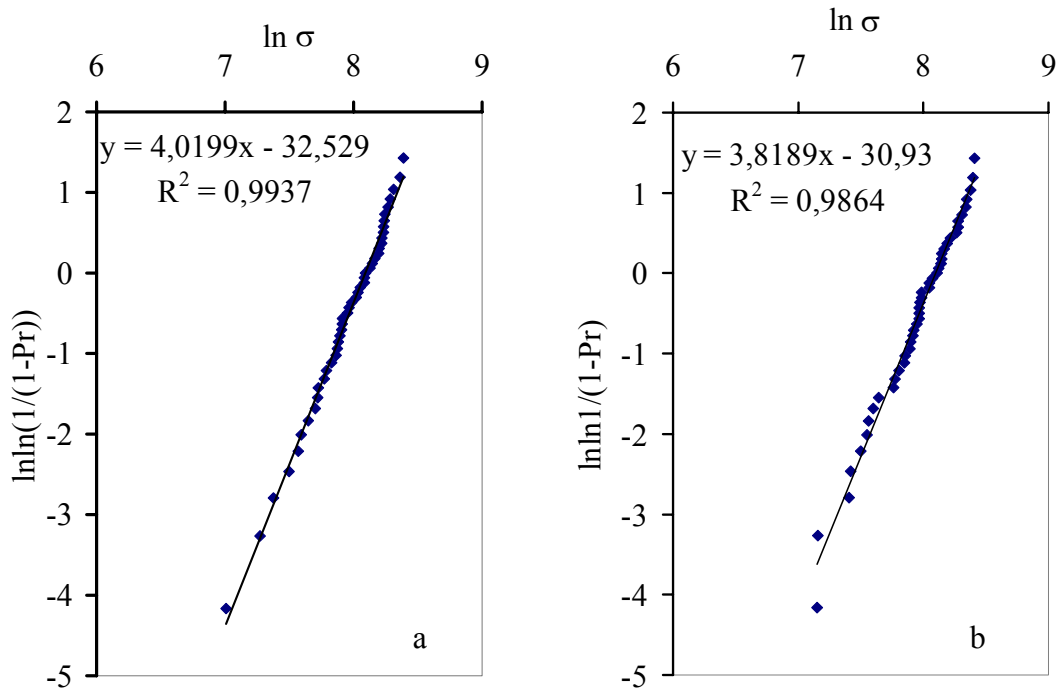 ln σ
6 7 8 9
2
1
0
-1
-2
-3
-4
-5
lnln(1/(1-Pr))
y = 4,0199x - 32,529
R² = 0,9937
a
ln σ
6 7 8 9
2
1
0
-1
-2
-3
-4
-5
lnln1/(1-Pr)
y = 3,8189x - 30,93
R² = 0,9864
b